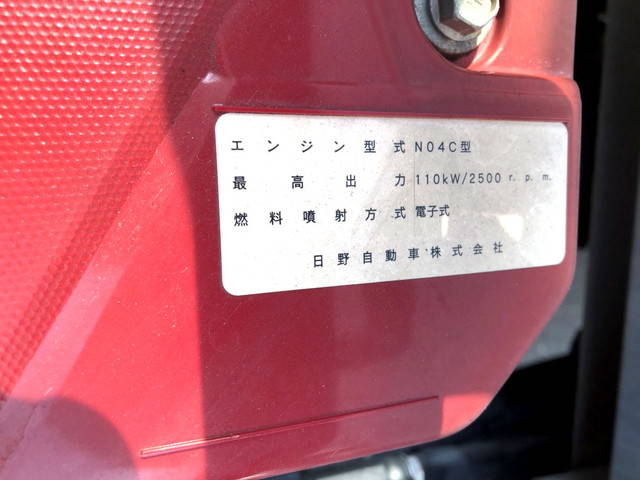 エンジン型式 N04C型
最高出力 110kW/2500 r.p.m.
燃料噴射方式 電子式
日野自動車株式会社